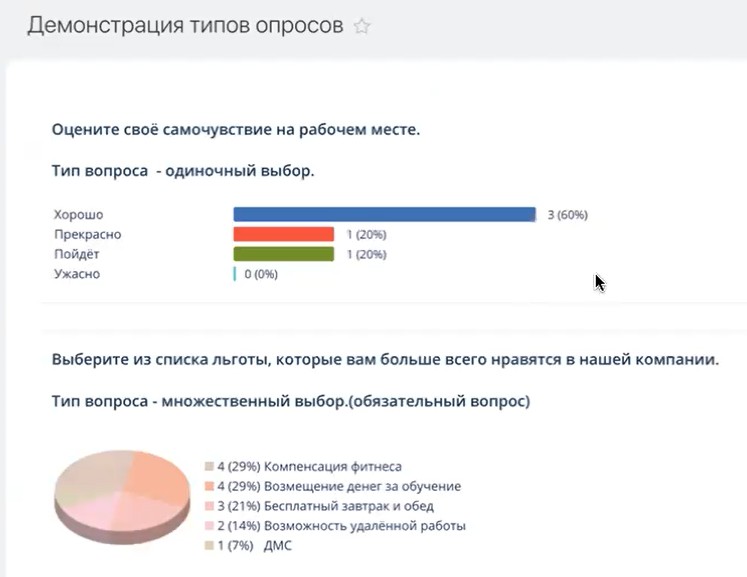 Демонстрация типов опросов
Оцените своё самочувствие на рабочем месте.
Тип вопроса - одиночный выбор.
Хорошо 3 (60%)
Прекрасно 1 (20%)
Пойдёт 1 (20%)
Ужасно 0 (0%)
Выберите из списка льготы, которые вам больше всего нравятся в нашей компании.
Тип вопроса - множественный выбор.(обязательный вопрос)
4 (29%) Компенсация фитнеса
4 (29%) Возмещение денег за обучение
3 (21%) Бесплатный завтрак и обед
2 (14%) Возможность удалённой работы
1 (7%) ДМС